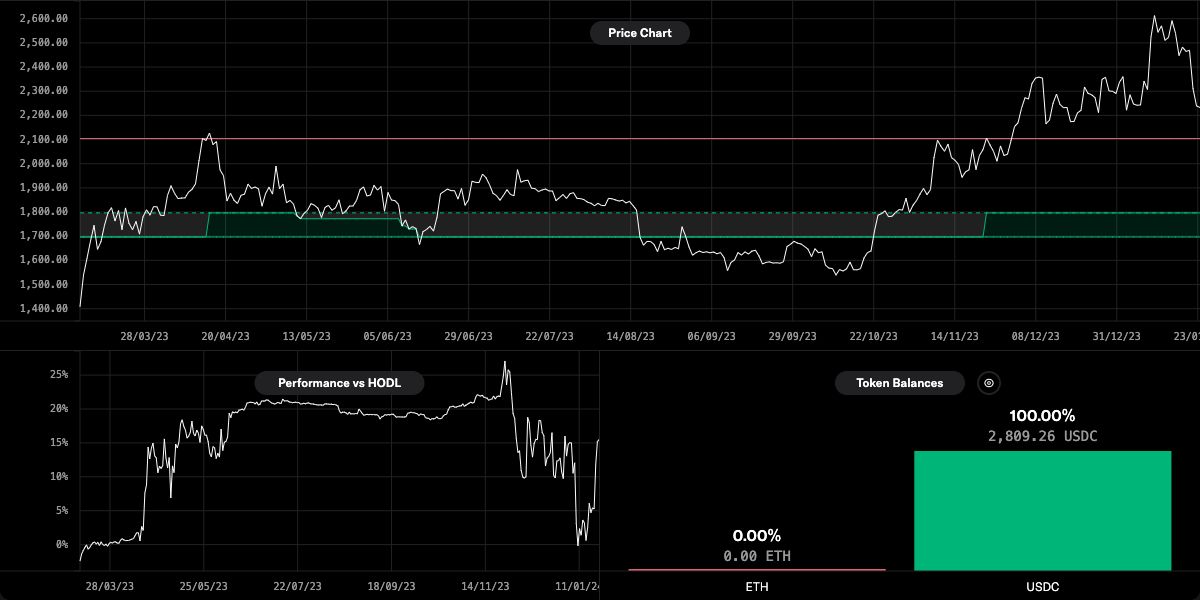 Price Chart
2,600.00
2,500.00
2,400.00
2,300.00
2,200.00
2,100.00
2,000.00
1,900.00
1,800.00
1,700.00
1,600.00
1,500.00
1,400.00
28/03/23 20/04/23 13/05/23 05/06/23 29/06/23 22/07/23 14/08/23 06/09/23 29/09/23 22/10/23 14/11/23 08/12/23 31/12/23 23/0
Performance vs HODL
25%
20%
15%
10%
5%
0%
28/03/23 25/05/23 22/07/23 18/09/23 14/11/23 11/01/2
Token Balances
100.00%
2,809.26 USDC
0.00%
0.00 ETH
ETH USDC